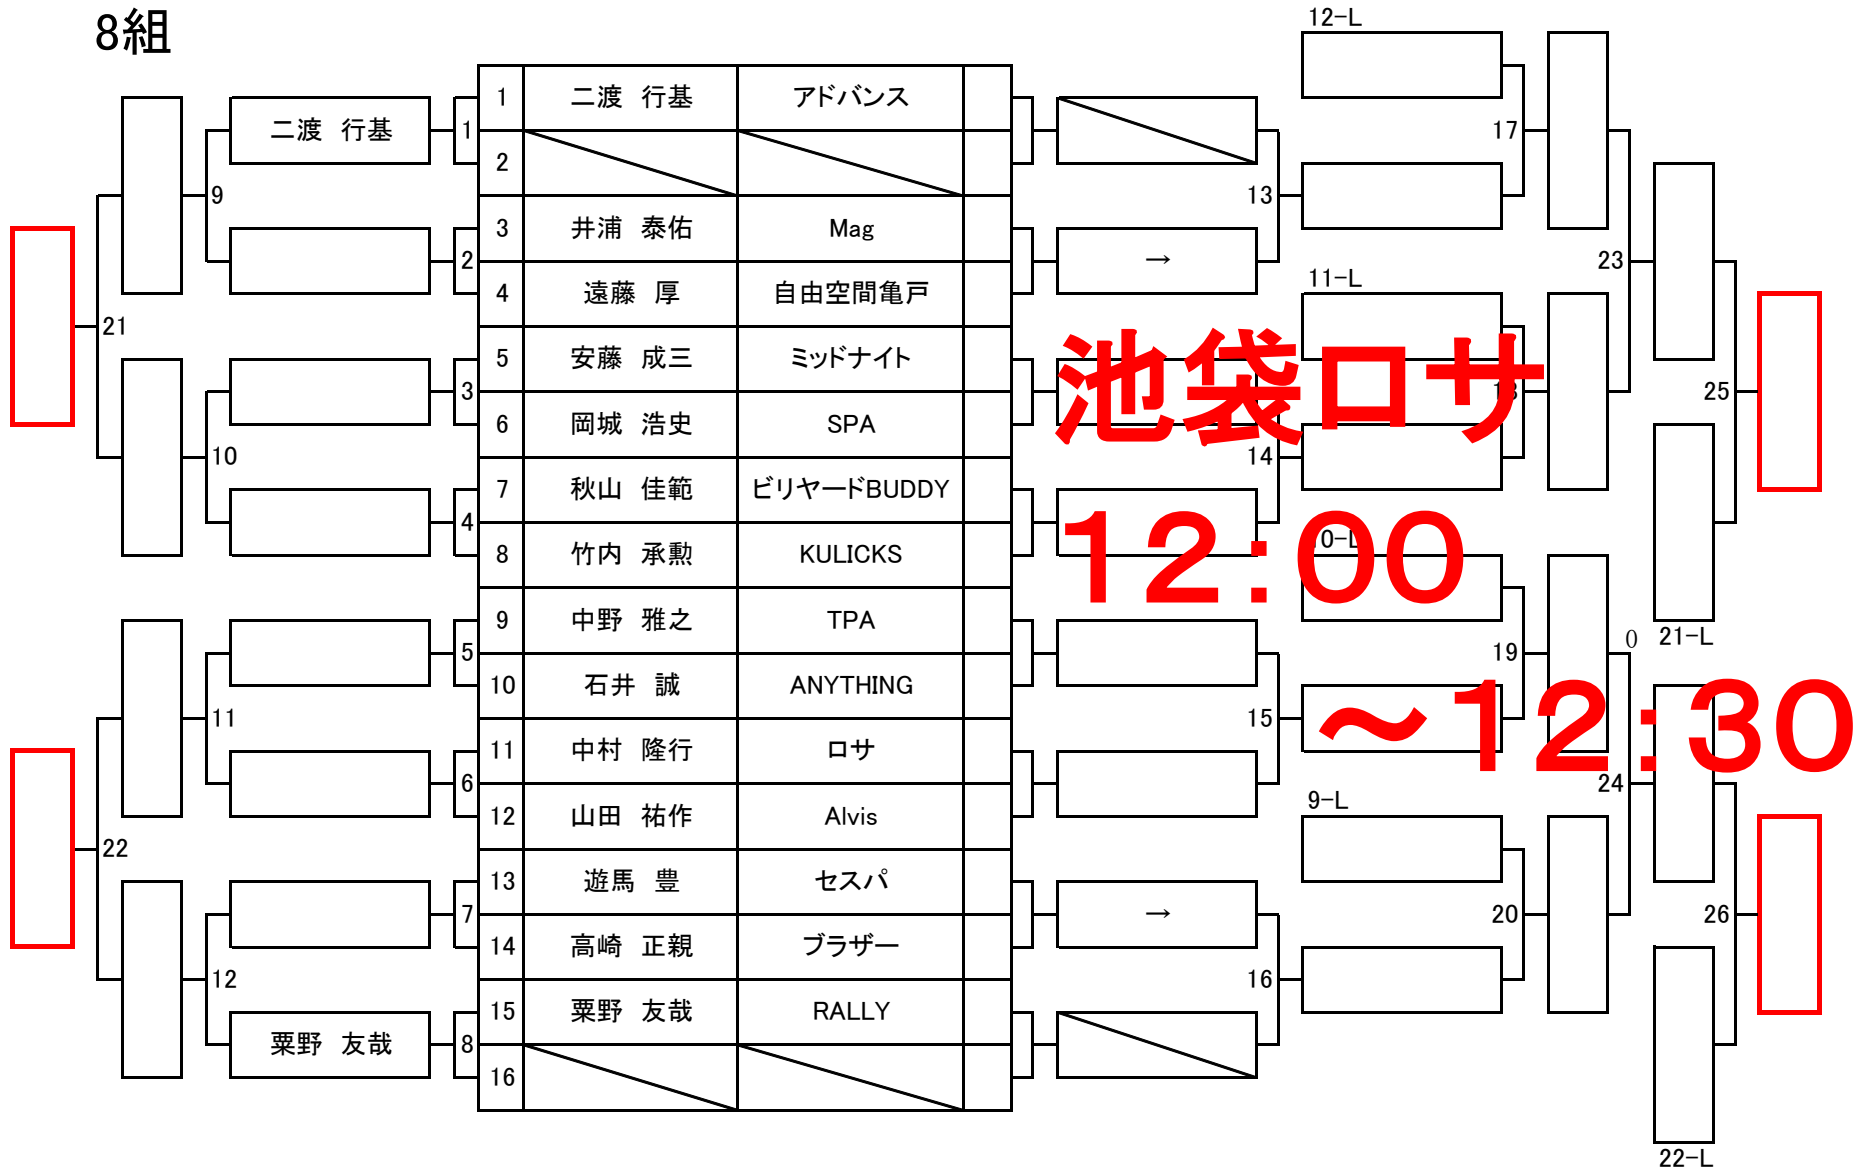 8組
12-L
1 二渡　行基 アドバンス
二渡　行基 1 17
2
9 13
3 井浦　泰佑 Mag
2 → 23
4 遠藤　厚 自由空間亀戸 11-L
21
5 安藤　成三 ミッドナイト
池袋ロサ
3 18 25
6 岡城　浩史 SPA
10 14
7 秋山　佳範 ビリヤードBUDDY
4
12:00
8 竹内　承勲 KULICKS 10-L
9 中野　雅之 TPA
0 21-L
5 19
10 石井　誠 ANYTHING
11 15
～12:30
11 中村　隆行 ロサ
6 24
12 山田　祐作 Alvis 9-L
22
13 遊馬　豊 セスパ
7 → 20 26
14 高崎　正親 ブラザー
12 16
15 粟野　友哉 RALLY
粟野　友哉 8
16
22-L